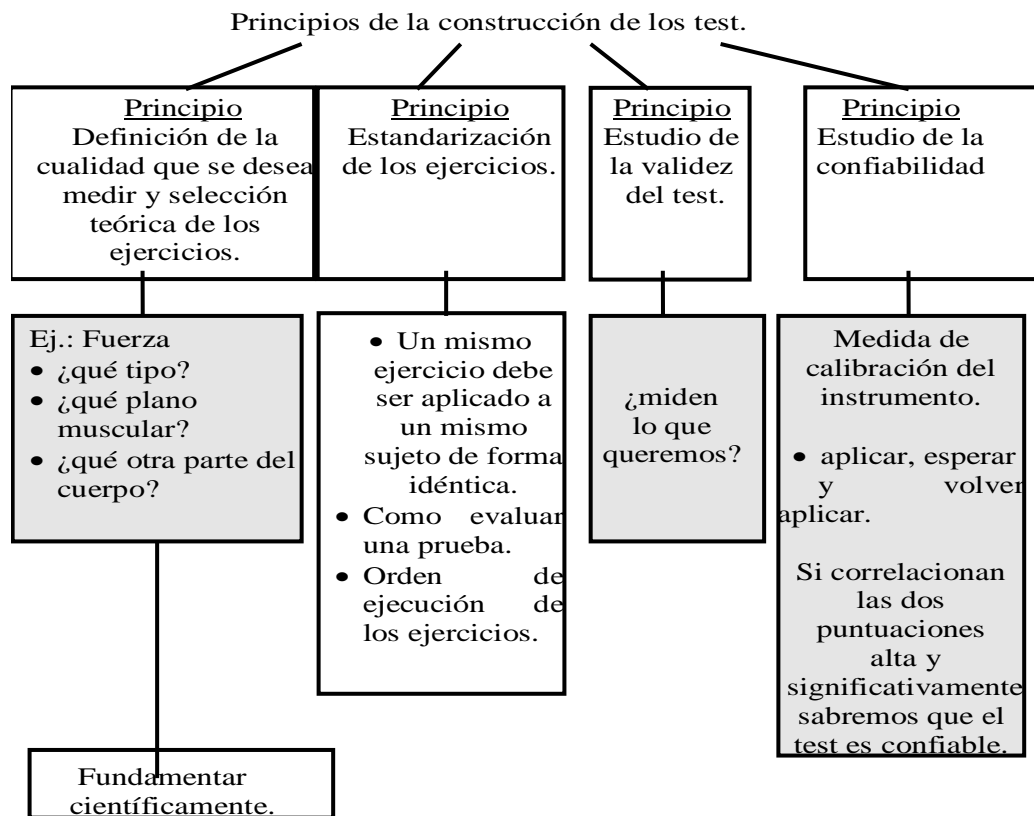 Principios de la construcción de los test.
Principio
Definición de la
cualidad que se desea
medir y selección
teórica de los
ejercicios.
Principio
Estandarización
de los ejercicios.
Principio
Estudio de
la validez
del test.
Principio
Estudio de la
confiabilidad
Ej.: Fuerza
• ¿qué tipo?
• ¿qué plano
muscular?
• ¿qué otra parte del
cuerpo?
• Un mismo
ejercicio debe
ser aplicado a
un mismo
sujeto de forma
idéntica.
• Como evaluar
una prueba.
• Orden de
ejecución de
los ejercicios.
¿miden
lo que
queremos?
Medida de
calibración del
instrumento.
• aplicar, esperar
y volver
aplicar.
Si correlacionan
las dos
puntuaciones
alta y
significativamente
sabremos que el
test es confiable.
Fundamentar
científicamente.